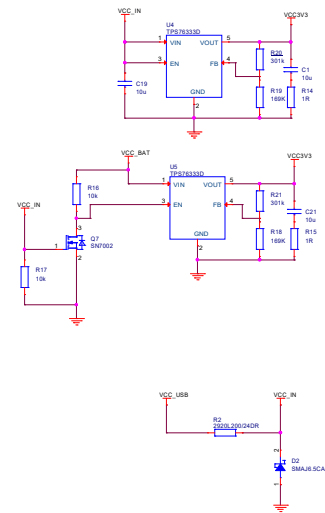 VCC_IN
VCC3V3
U4
TPS76333D
1
VIN
VOUT
5
3
EN
FB
4
GND
2
R20
301k
C1
10u
C19
10u
R19
169K
R14
1R
VCC_BAT
VCC3V3
U5
TPS76333D
1
VIN
VOUT
5
3
EN
FB
4
GND
2
R16
10k
R21
301k
C21
10u
R18
169K
R15
1R
VCC_IN
3
Q7
SN7002
1
2
R17
10k
VCC_USB
VCC_IN
R2
2920L200/24DR
2
D2
SMAJ6.5CA
1